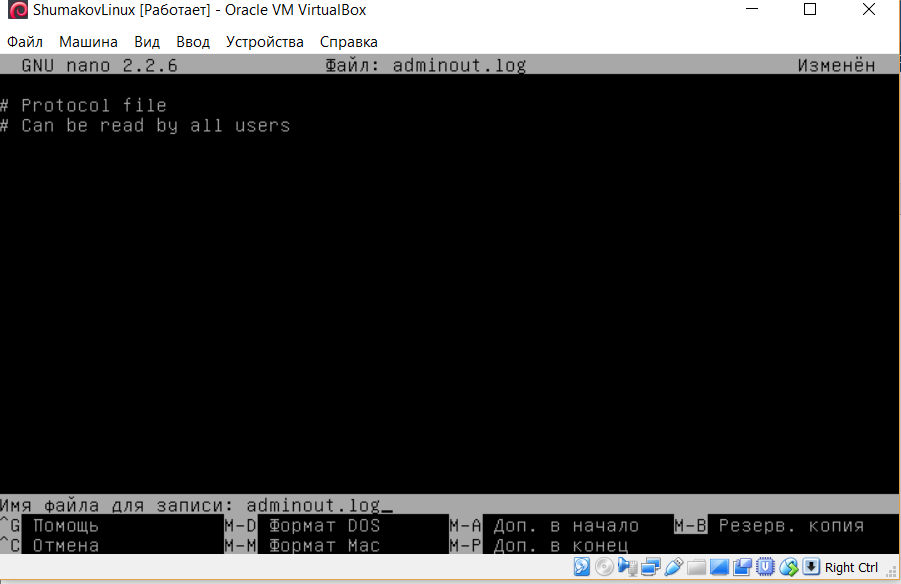 ShumakovLinux [Работает] - Oracle VM VirtualBox
Файл Машина Вид Ввод Устройства Справка
GNU nano 2.2.6 Файл: adminout.log Изменён
# Protocol file
# Can be read by all users
Имя файла для записи: adminout.log_
^G Помощь M-D Формат DOS M-A Доп. в начало M-B Резерв. копия
^C Отмена M-M Формат Mac M-P Доп. в конец
Right Ctrl